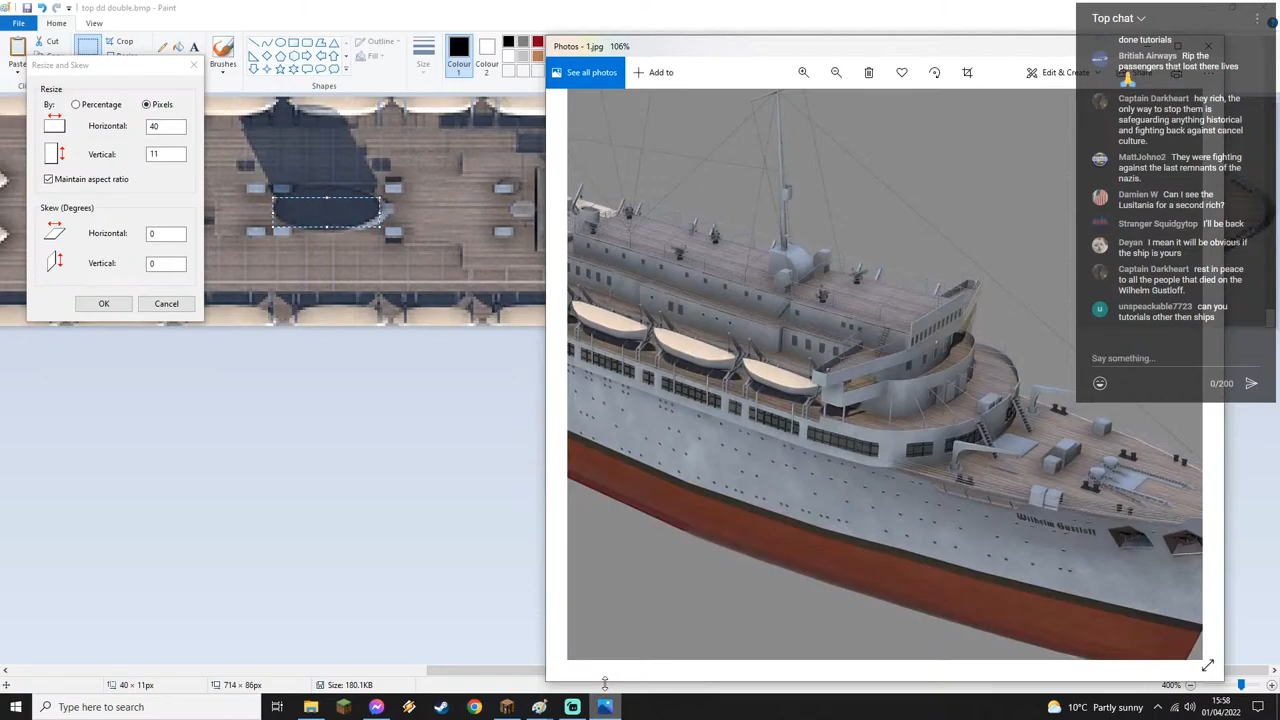 top dd double.bmp - Paint
File
Home
View
Paste
Cut
Crop
Brushes
Outline
Fill
Shapes
Size
Colour 1
Colour 2
Resize and Skew
Resize
By:
Percentage
Pixels
Horizontal:
40
Vertical:
11
Maintain aspect ratio
Skew (Degrees)
Horizontal:
0
Vertical:
0
OK
Cancel
Photos - 1.jpg
106%
See all photos
Add to
Edit & Create
Share
Wilhelm Gustloff
Top chat
done tutorials
British Airways Rip the
passengers that lost there lives
Captain Darkheart hey rich, the
only way to stop them is
safeguarding anything historical
and fighting back against cancel
culture.
MattJohno2 They were fighting
against the last remnants of the
nazis.
Damien W Can I see the
Lusitania for a second rich?
Stranger Squidgytop I'll be back
Deyan I mean it will be obvious if
the ship is yours
Captain Darkheart rest in peace
to all the people that died on the
Wilhelm Gustloff.
u
unspeackable7723 can you
tutorials other then ships
Say something...
0/200
40 × 11px
714 × 86px
Size: 180.1KB
400%
Type here to search
10°C Partly sunny
15:58
01/04/2022